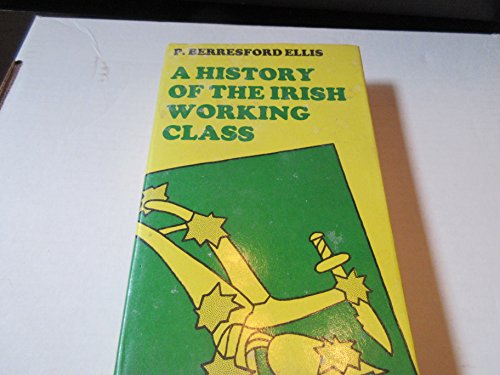 P. BERRESFORD ELLIS
A HISTORY
OF THE IRISH
WORKING
CLASS